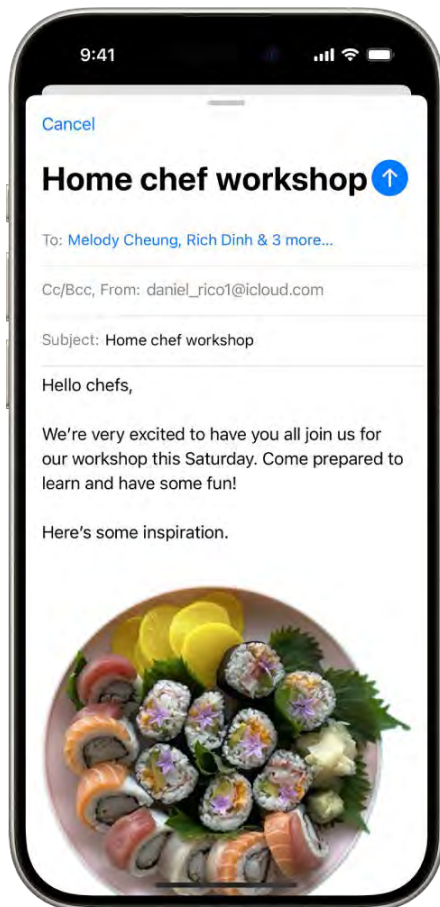 9:41
Cancel
Home chef workshop
To: Melody Cheung, Rich Dinh & 3 more...
Cc/Bcc, From: daniel_rico1@icloud.com
Subject: Home chef workshop
Hello chefs,
We’re very excited to have you all join us for
our workshop this Saturday. Come prepared to
learn and have some fun!
Here’s some inspiration.